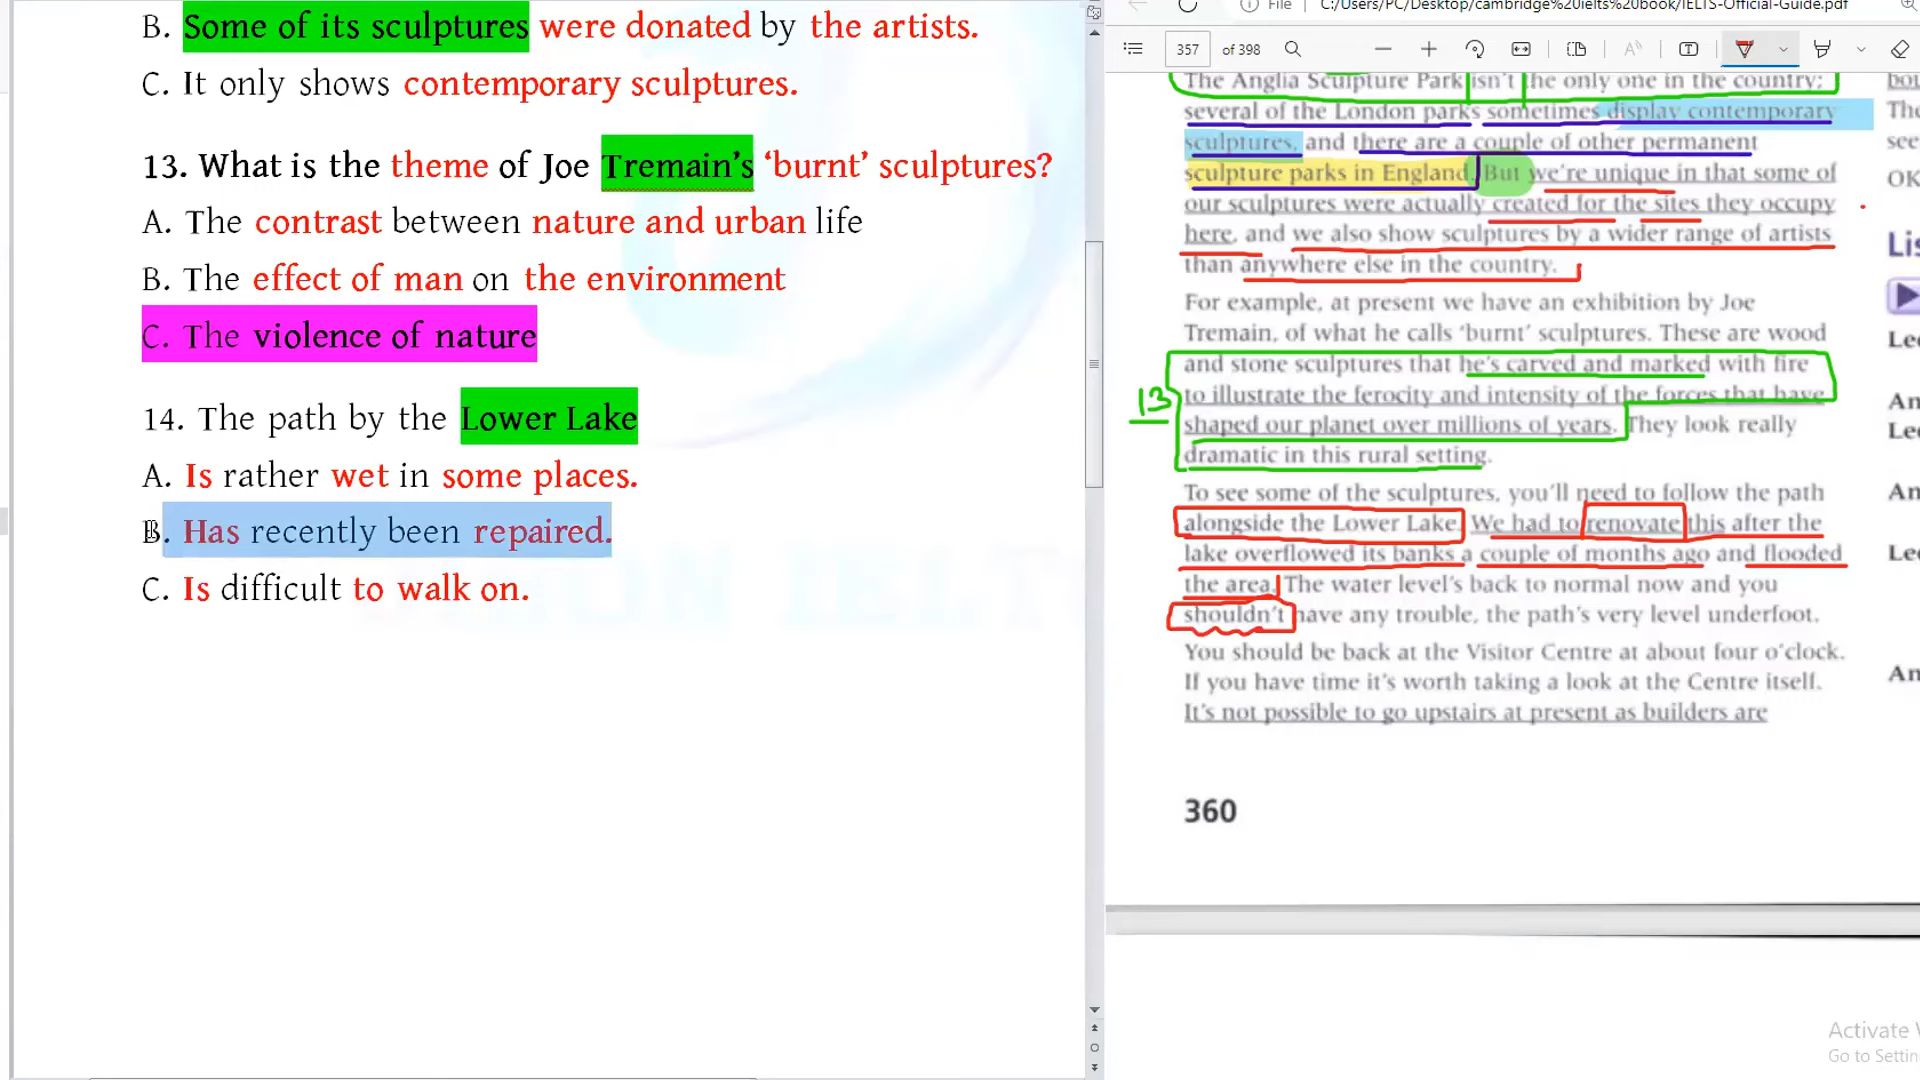 B. Some of its sculptures were donated by the artists.
C. It only shows contemporary sculptures.
13. What is the theme of Joe Tremain's 'burnt' sculptures?
A. The contrast between nature and urban life
B. The effect of man on the environment
C. The violence of nature
14. The path by the Lower Lake
A. Is rather wet in some places.
B. Has recently been repaired.
C. Is difficult to walk on.
File
C:/Users/PC/Desktop/cambridge%20ielts%20book/IELTS-Official-Guide.pdf
357 of 398
The Anglia Sculpture Park isn't the only one in the country;
several of the London parks sometimes display contemporary
sculptures, and there are a couple of other permanent
sculpture parks in England. But we're unique in that some of
our sculptures were actually created for the sites they occupy
here, and we also show sculptures by a wider range of artists
than anywhere else in the country.
For example, at present we have an exhibition by Joe
Tremain, of what he calls 'burnt' sculptures. These are wood
and stone sculptures that he's carved and marked with fire
to illustrate the ferocity and intensity of the forces that have
13
shaped our planet over millions of years. They look really
dramatic in this rural setting.
To see some of the sculptures, you'll need to follow the path
alongside the Lower Lake. We had to renovate this after the
lake overflowed its banks a couple of months ago and flooded
the area. The water level's back to normal now and you
shouldn't have any trouble, the path's very level underfoot.
You should be back at the Visitor Centre at about four o'clock.
If you have time it's worth taking a look at the Centre itself.
It's not possible to go upstairs at present as builders are
360
The
see
OK
Lis
Lec
An
Lec
An
Lec
An
Activate
Go to Settin